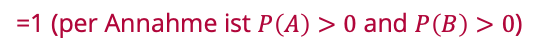 =1 (per Annahme ist P(A) > 0 and P(B) > 0)